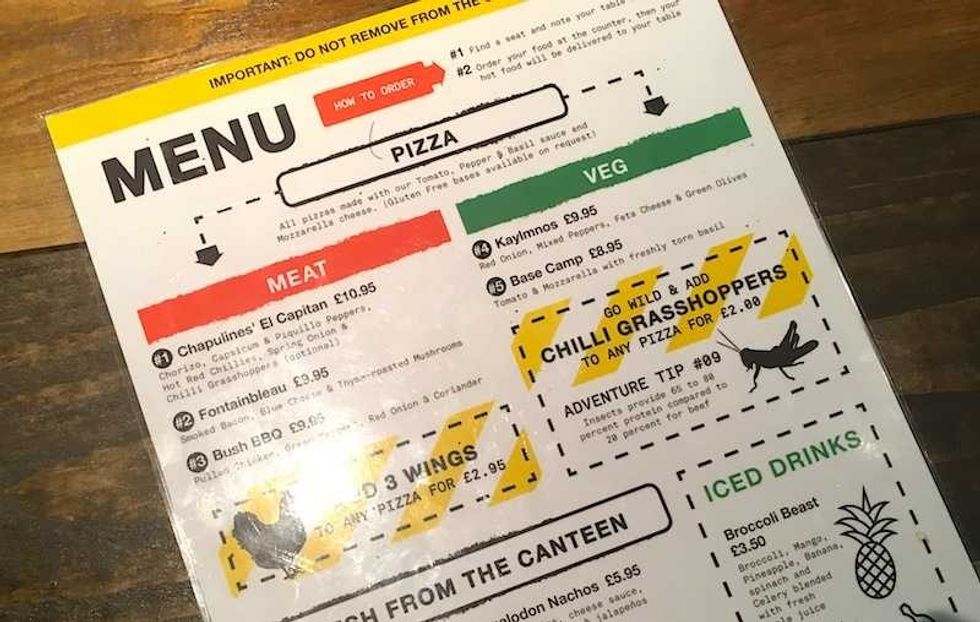 IMPORTANT: DO NOT REMOVE FROM THE
MENU
HOW TO ORDER
#1 Find a seat and note your table
#2 Order your food at the counter, then your
hot food will be delivered to your table
PIZZA
All pizzas made with our Tomato, Pepper & Basil sauce and
Mozzarella cheese. (Gluten Free bases available on request)
MEAT
#1 Chapulines' El Capitan £10.95
Chorizo, Capsicum & Piquillo Peppers,
Hot Red Chillies, Spring Onion &
Chilli Grasshoppers (optional)
#2 Fontainbleau £9.95
Smoked Bacon, Blue Cheese & Thyme-roasted Mushrooms
#3 Bush BBQ £9.95
Pulled Chicken, Green Red Onion & Coriander
3 WINGS
TO ANY PIZZA FOR £2.95
VEG
#4 Kaylmnos £9.95
Red Onion, Mixed Peppers, Feta Cheese & Green Olives
#5 Base Camp £8.95
Tomato & Mozzarella with freshly torn basil
GO WILD & ADD
CHILLI GRASSHOPPERS
TO ANY PIZZA FOR £2.00
ADVENTURE TIP #09
Insects provide 65 to 80
percent protein compared to
20 percent for beef
FROM THE CANTEEN
Nachos £5.95
cheese sauce,
jalapeños
ICED DRINKS
Broccoli Beast
£3.50
Broccoli, Mango,
Pineapple, Banana,
spinach and
Celery blended
with fresh
juice